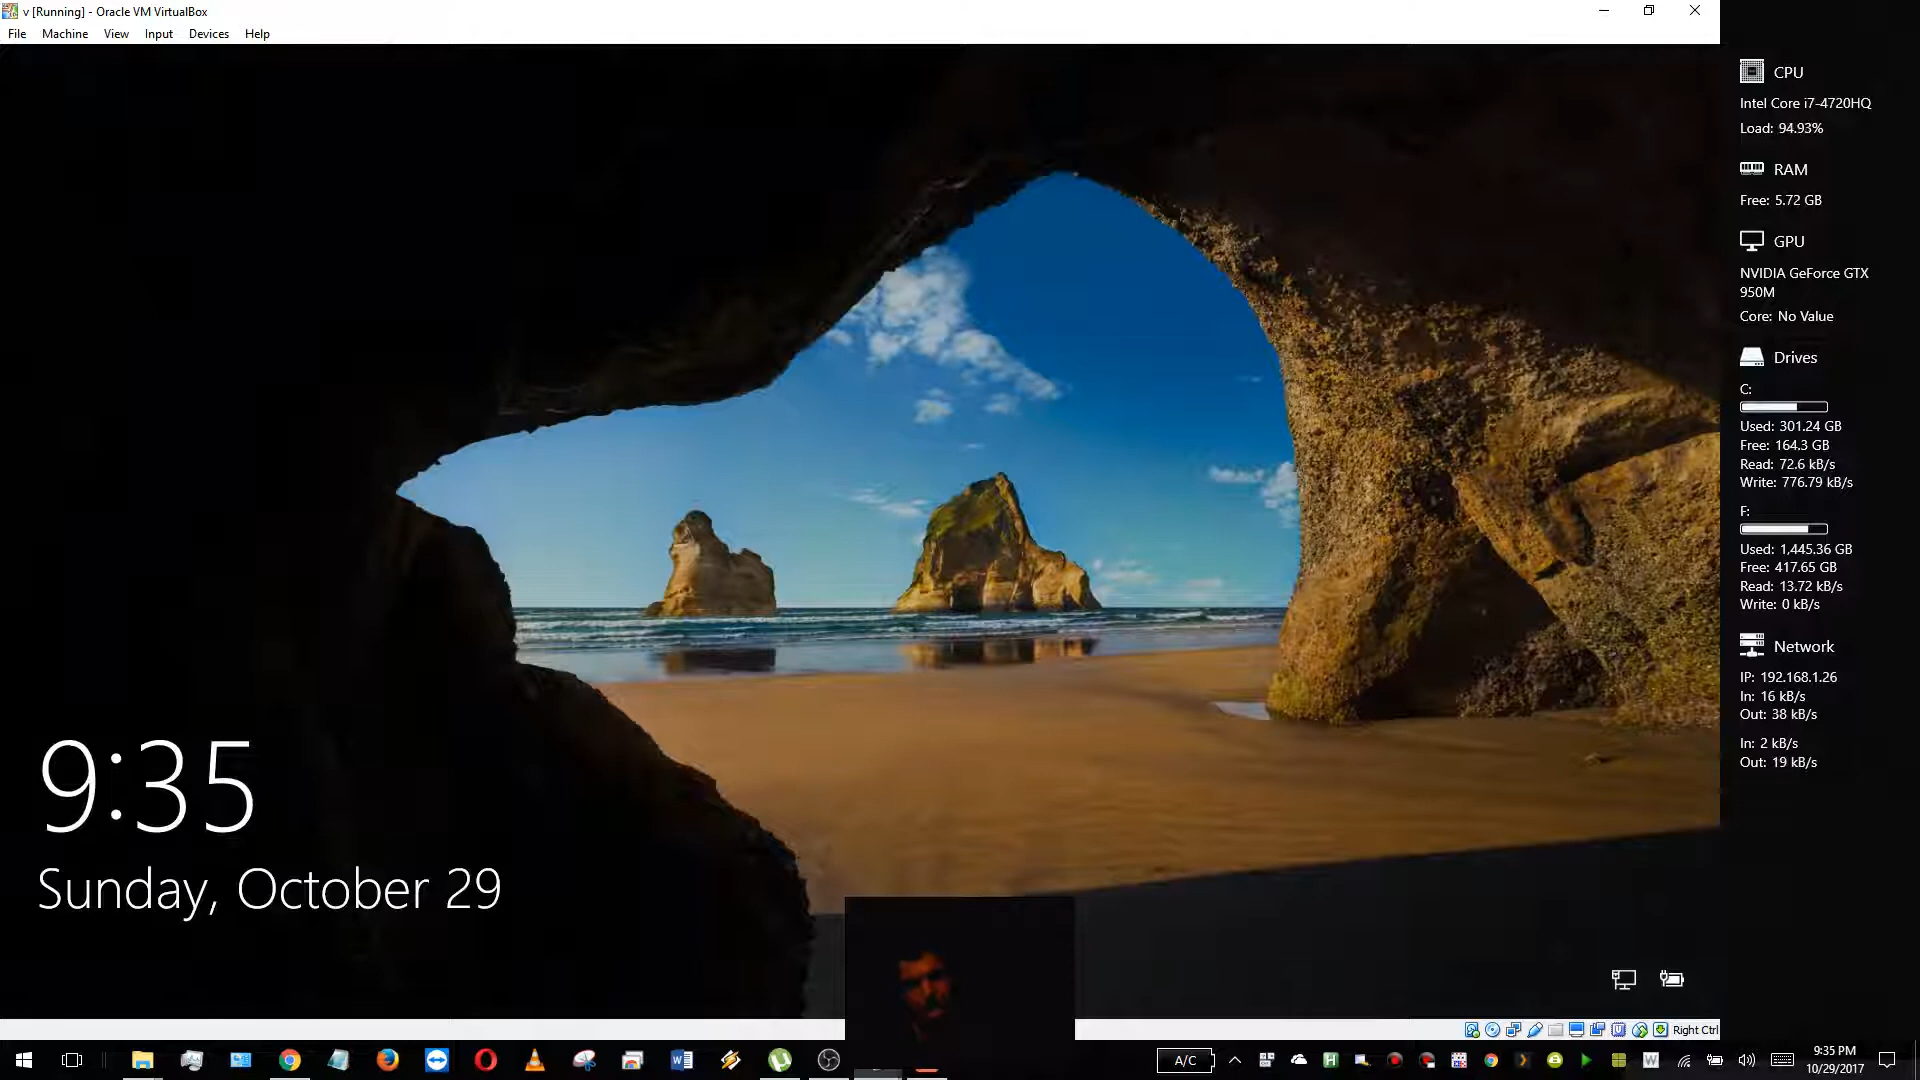 v [Running] - Oracle VM VirtualBox
File Machine View Input Devices Help
CPU
Intel Core i7-4720HQ
Load: 94.93%
RAM
Free: 5.72 GB
GPU
NVIDIA GeForce GTX
950M
Core: No Value
Drives
C:
Used: 301.24 GB
Free: 164.3 GB
Read: 72.6 kB/s
Write: 776.79 kB/s
F:
Used: 1,445.36 GB
Free: 417.65 GB
Read: 13.72 kB/s
Write: 0 kB/s
Network
IP: 192.168.1.26
In: 16 kB/s
Out: 38 kB/s
In: 2 kB/s
Out: 19 kB/s
9:35
Sunday, October 29
Right Ctrl
A/C
9:35 PM
10/29/2017